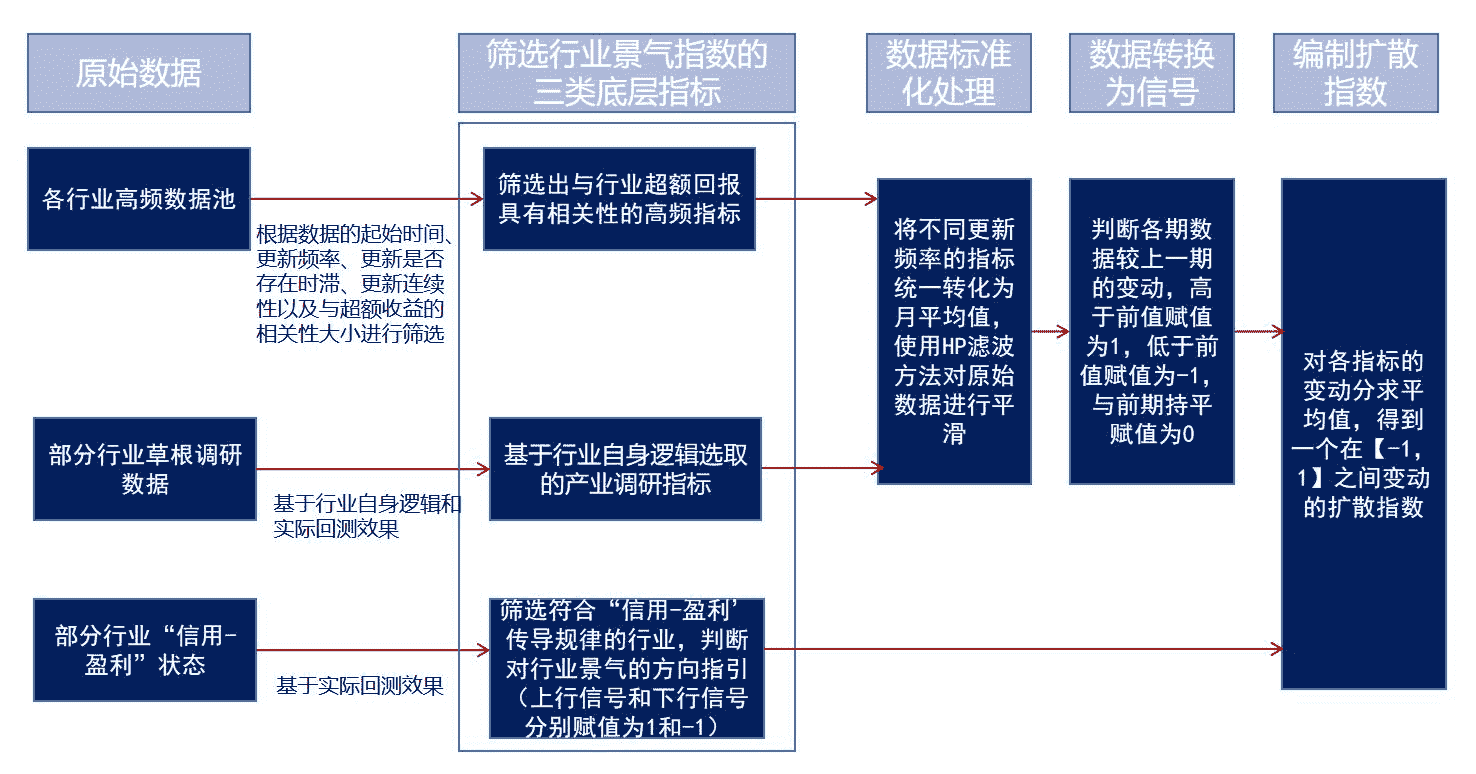 原始数据
筛选行业景气指数的
三类底层指标
数据标准
化处理
数据转换
为信号
编制扩散
指数
各行业高频数据池
根据数据的起始时间、
更新频率、更新是否
存在时滞、更新连续
性以及与超额收益的
相关性大小进行筛选
筛选出与行业超额回报
具有相关性的高频指标
部分行业草根调研
数据
基于行业自身逻辑和
实际回测效果
基于行业自身逻辑选取
的产业调研指标
部分行业“信用-
盈利”状态
基于实际回测效果
筛选符合“信用-盈利’
传导规律的行业，判断
对行业景气的方向指引
（上行信号和下行信号
分别赋值为1和-1）
将不同更新
频率的指标
统一转化为
月平均值，
使用HP滤波
方法对原始
数据进行平
滑
判断各期数
据较上一期
的变动，高
于前值赋值
为1，低于前
值赋值为-1，
与前期持平
赋值为0
对各指标的
变动分求平
均值，得到
一个在【-1，
1】之间变动
的扩散指数